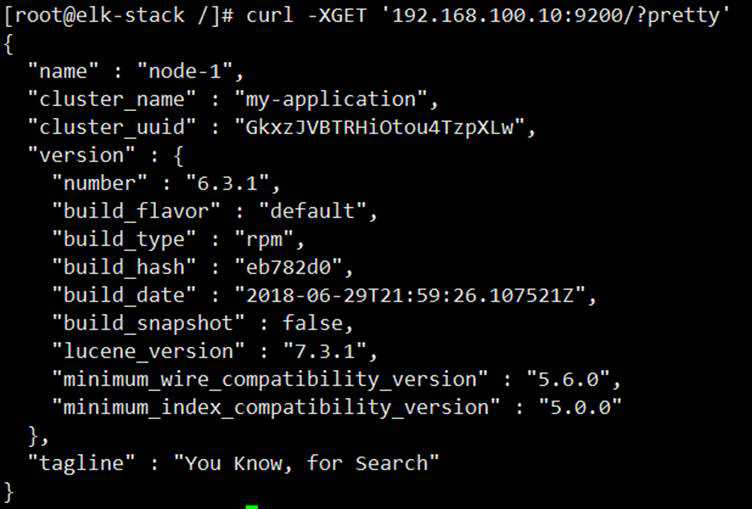 [root@elk-stack /]# curl -XGET '192.168.100.10:9200/?pretty'
{
  "name" : "node-1",
  "cluster_name" : "my-application",
  "cluster_uuid" : "GkxzJVBTRHiOtou4TzpXLw",
  "version" : {
    "number" : "6.3.1",
    "build_flavor" : "default",
    "build_type" : "rpm",
    "build_hash" : "eb782d0",
    "build_date" : "2018-06-29T21:59:26.107521Z",
    "build_snapshot" : false,
    "lucene_version" : "7.3.1",
    "minimum_wire_compatibility_version" : "5.6.0",
    "minimum_index_compatibility_version" : "5.0.0"
  },
  "tagline" : "You Know, for Search"
}